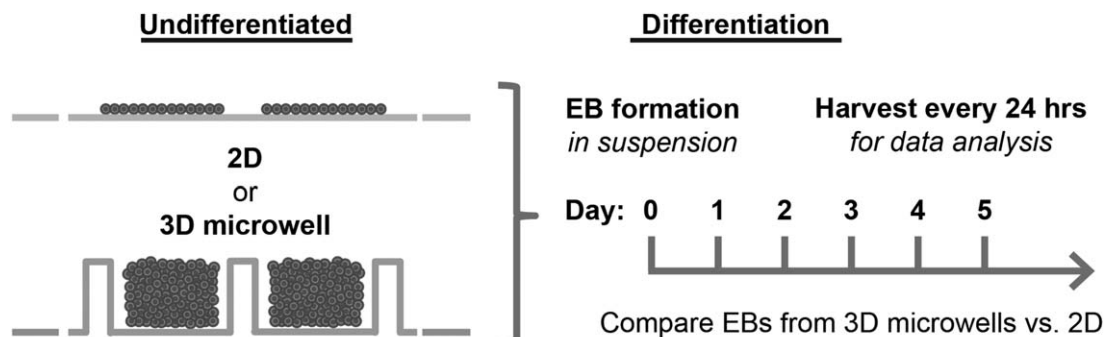 Undifferentiated
2D
or
3D microwell
Differentiation
EB formation
in suspension
Harvest every 24 hrs
for data analysis
Day: 0 1 2 3 4 5
Compare EBs from 3D microwells vs. 2D